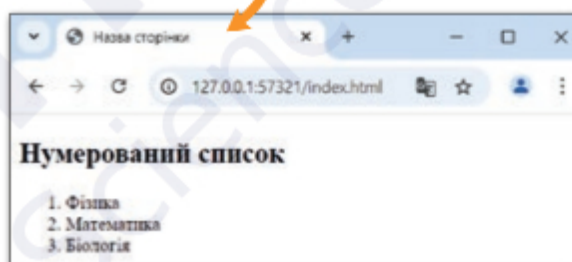 Назва сторінки
127.0.0.1:57321/index.html
Нумерований список
1. Фізика
2. Математика
3. Біологія